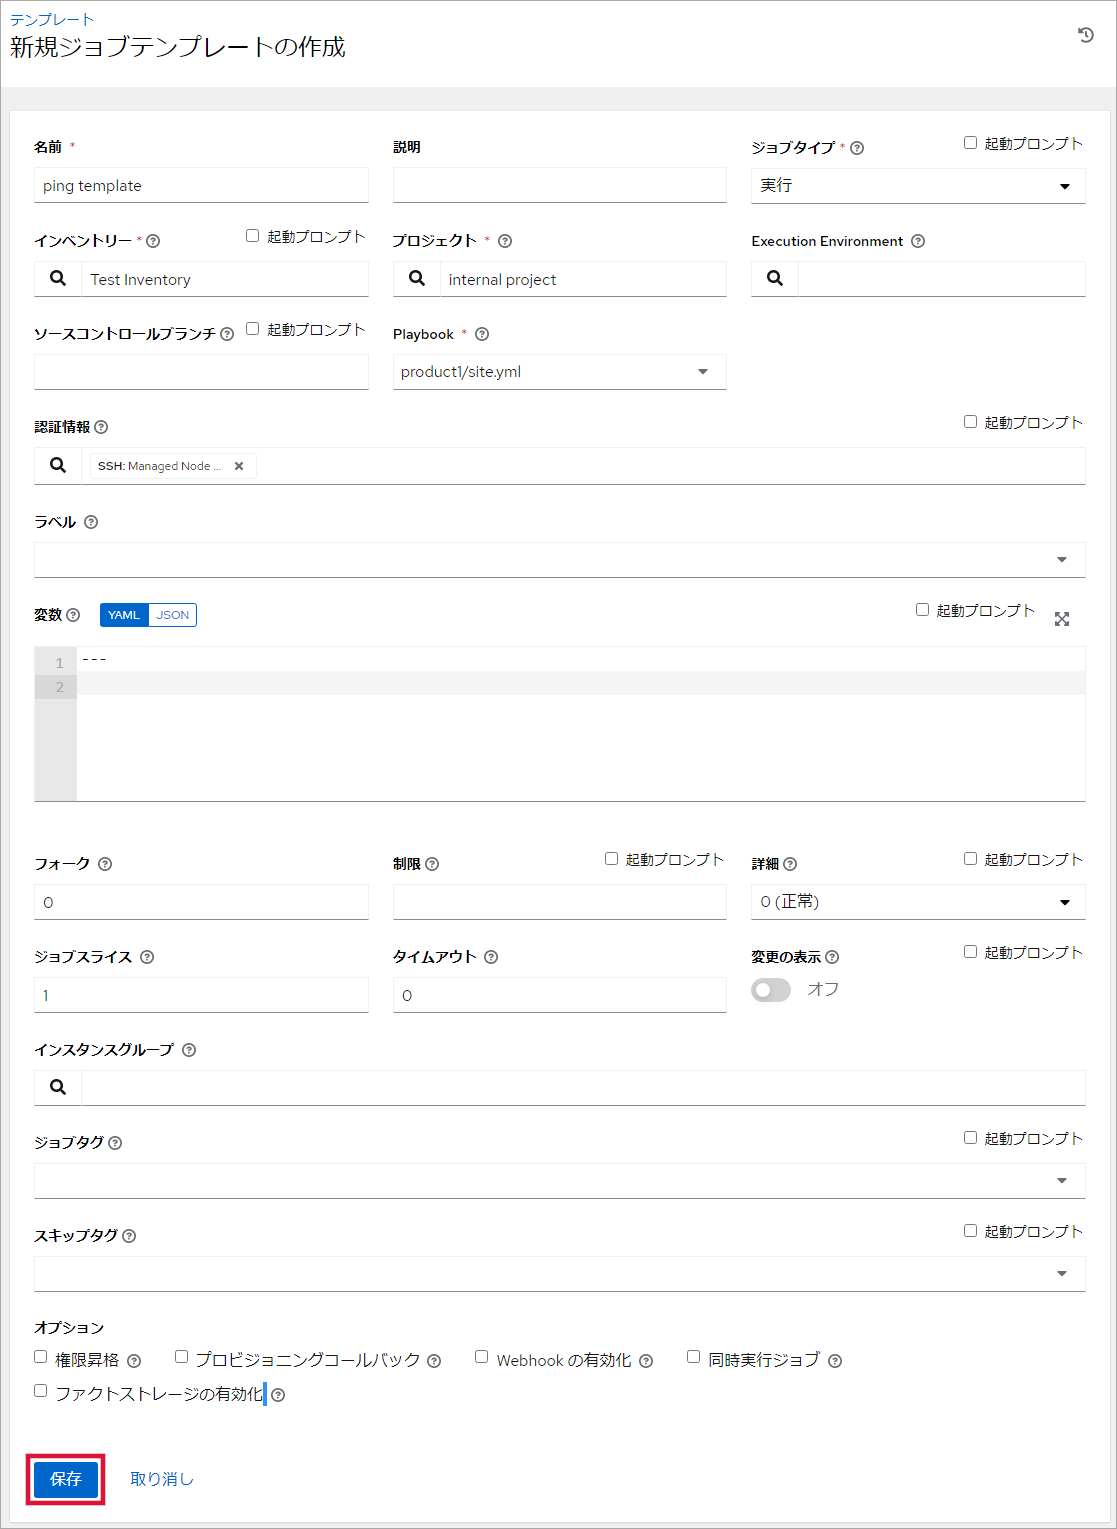 テンプレート
新規ジョブテンプレートの作成
名前 *
説明
ジョブタイプ *
起動プロンプト
ping template
実行
インベントリー *
起動プロンプト
プロジェクト *
Execution Environment
Test Inventory
internal project
ソースコントロールブランチ
起動プロンプト
Playbook *
product1/site.yml
認証情報
起動プロンプト
SSH: Managed Node ...
ラベル
変数
YAML JSON
起動プロンプト
1 ---
2
フォーク
制限
起動プロンプト
詳細
起動プロンプト
0
0 (正常)
ジョブスライス
タイムアウト
変更の表示
起動プロンプト
1
0
オフ
インスタンスグループ
ジョブタグ
起動プロンプト
スキップタグ
起動プロンプト
オプション
権限昇格
プロビジョニングコールバック
Webhook の有効化
同時実行ジョブ
ファクトストレージの有効化
保存
取り消し